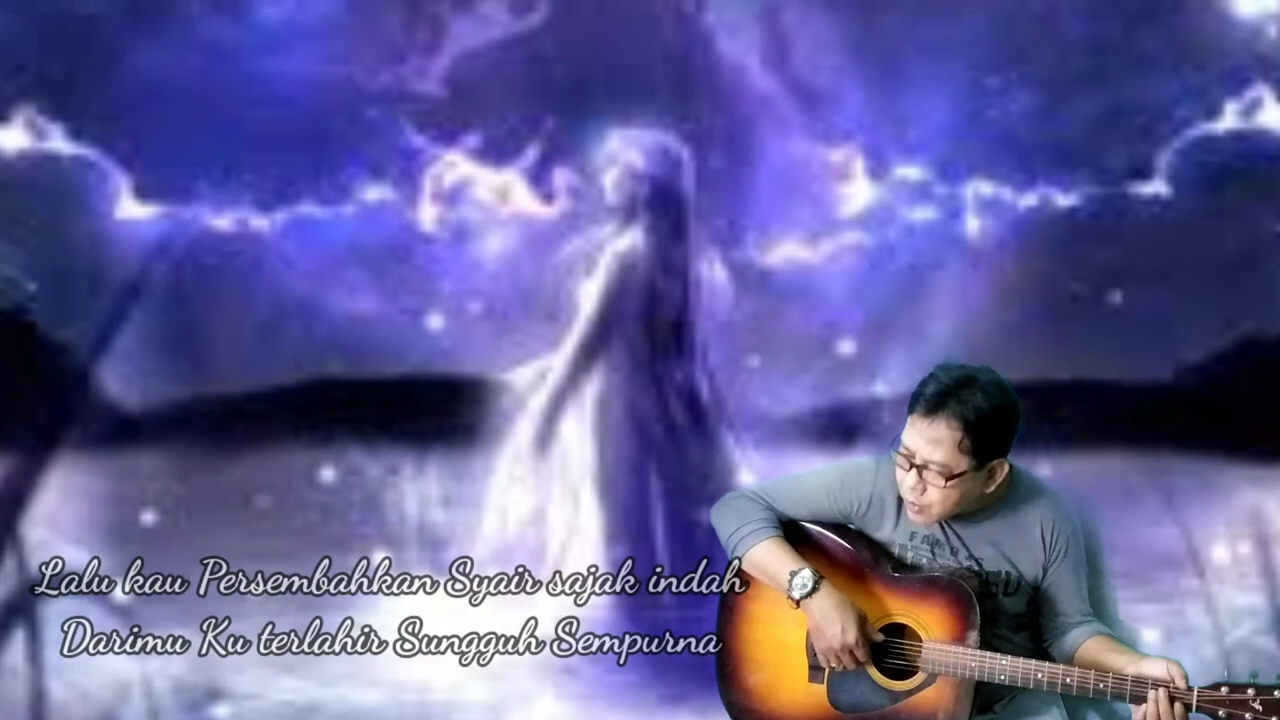 Lalu kau Persembahkan Syair sajak indah
Darimu Ku terlahir Sungguh Sempurna